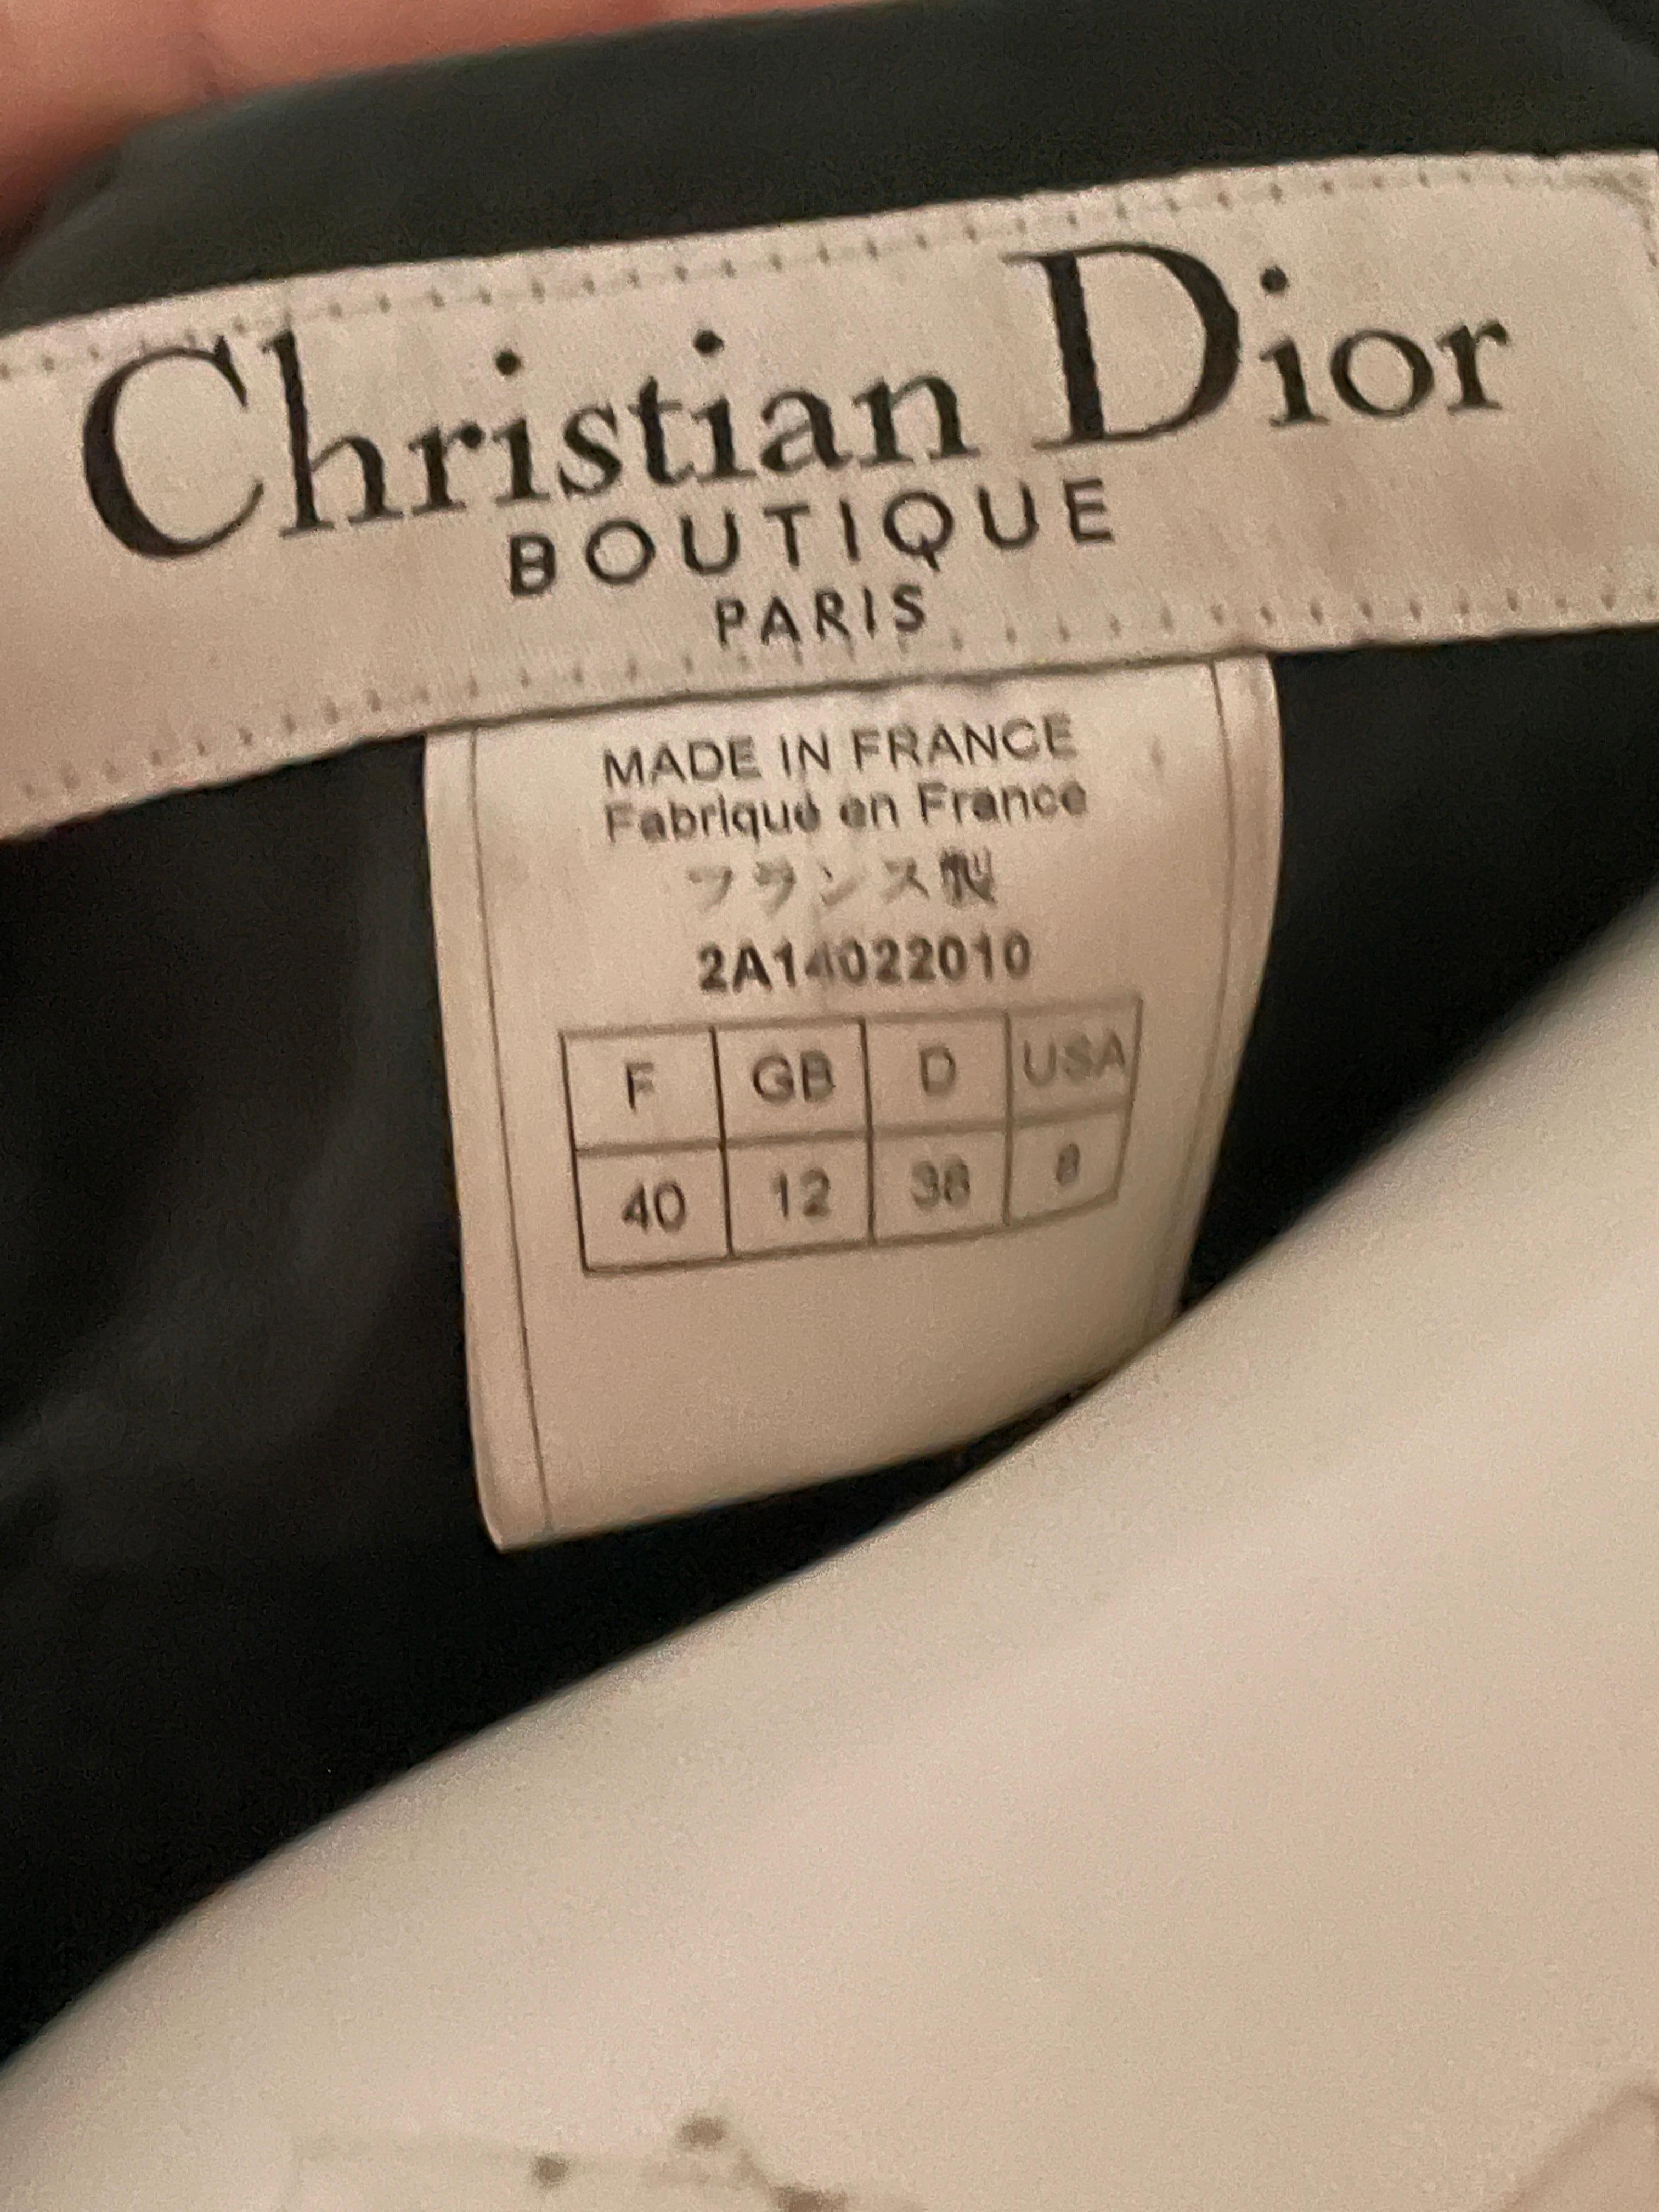 Christian Dior
BOUTIQUE
PARIS
MADE IN FRANCE
Fabriqué en France
フランス製
2A14022010
F GB D USA
40 12 38 8